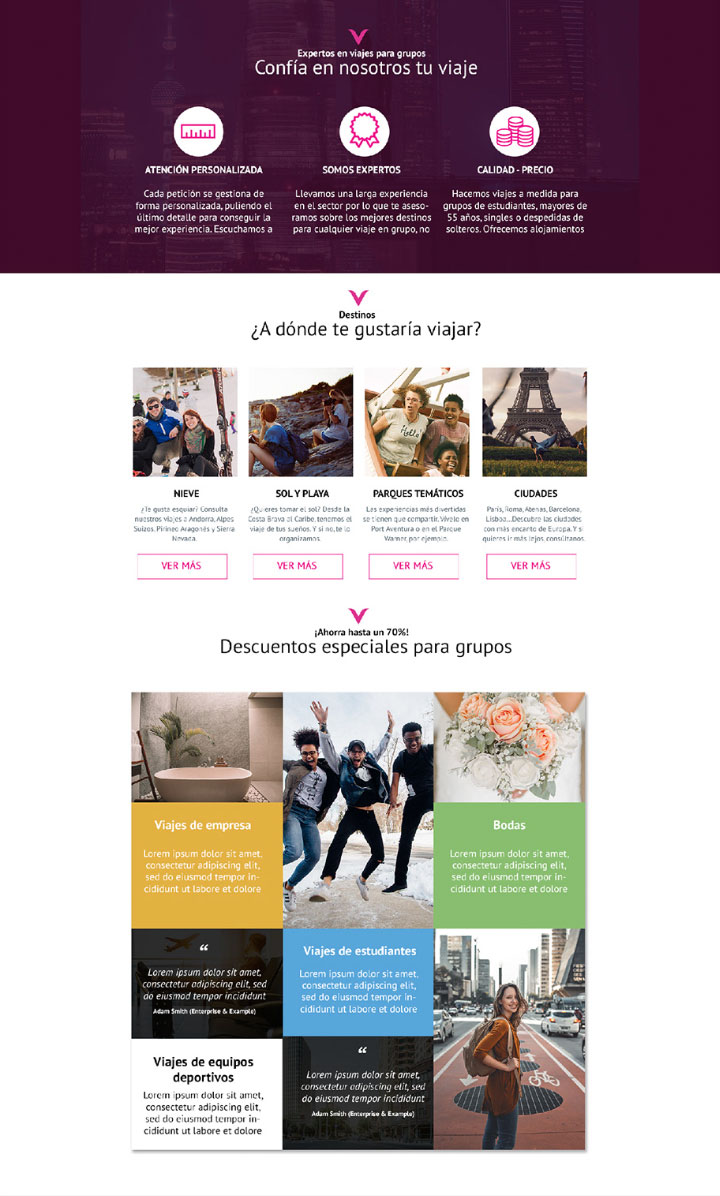 Expertos en viajes para grupos
Confía en nosotros tu viaje
ATENCIÓN PERSONALIZADA
Cada petición se gestiona de
forma personalizada, puliendo el
último detalle para conseguir la
mejor experiencia. Escuchamos a
SOMOS EXPERTOS
Llevamos una larga experiencia
en el sector por lo que te aseso-
ramos sobre los mejores destinos
para cualquier viaje en grupo, no
CALIDAD - PRECIO
Hacemos viajes a medida para
grupos de estudiantes, mayores de
55 años, singles o despedidas de
solteros. Ofrecemos alojamientos
Destinos
¿A dónde te gustaría viajar?
NIEVE
¿Te gusta esquiar? Consulta
nuestros viajes a Andorra, Alpes
Suizos, Pirineo Aragonés y Sierra
Nevada.
VER MÁS
SOL Y PLAYA
¿Quieres tomar el sol? Desde la
Costa Brava al Caribe, tenemos el
viaje de tus sueños. Y si no, te lo
organizamos.
VER MÁS
Hello
PARQUES TEMÁTICOS
Las experiencias más divertidas
se tienen que compartir. Vívelo en
Port Aventura o en el Parque
Warner, por ejemplo.
VER MÁS
CIUDADES
París, Roma, Atenas, Barcelona,
Lisboa...Descubre las ciudades
con más encanto de Europa. Y si
quieres ir más lejos, consúltanos.
VER MÁS
¡Ahorra hasta un 70%!
Descuentos especiales para grupos
Viajes de empresa
Lorem ipsum dolor sit amet,
consectetur adipiscing elit,
sed do eiusmod tempor in-
cididunt ut labore et dolore
Bodas
Lorem ipsum dolor sit amet,
consectetur adipiscing elit,
sed do eiusmod tempor in-
cididunt ut labore et dolore
“
Lorem ipsum dolor sit amet,
consectetur adipiscing elit, sed
do eiusmod tempor incididunt
Adam Smith (Enterprise & Example)
Viajes de estudiantes
Lorem ipsum dolor sit amet,
consectetur adipiscing elit,
sed do eiusmod tempor in-
cididunt ut labore et dolore
Viajes de equipos
deportivos
Lorem ipsum dolor sit amet,
consectetur adipiscing elit,
sed do eiusmod tempor in-
cididunt ut labore et dolore
“
Lorem ipsum dolor sit amet,
consectetur adipiscing elit, sed
do eiusmod tempor incididunt
Adam Smith (Enterprise & Example)